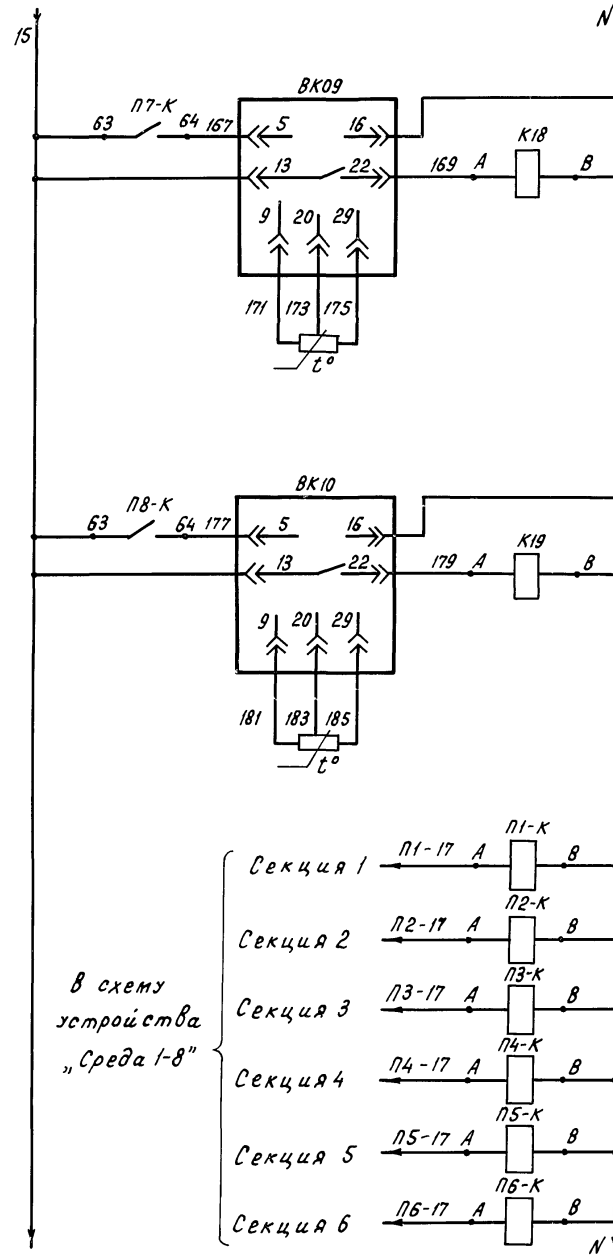 15 N
ВК09
63 П7-К 64 167 5 16
К18
13 22 169 А В
9 20 29
171 173 175
t°
ВК10
63 П8-К 64 177 5 16
К19
13 22 179 А В
9 20 29
181 183 185
t°
П1-К
Секция 1 П1-17 А В
П2-К
Секция 2 П2-17 А В
П3-К
В схему
устройства
„Среда 1-8"
Секция 3 П3-17 А В
П4-К
Секция 4 П4-17 А В
П5-К
Секция 5 П5-17 А В
П6-К
Секция 6 П6-17 А В
N